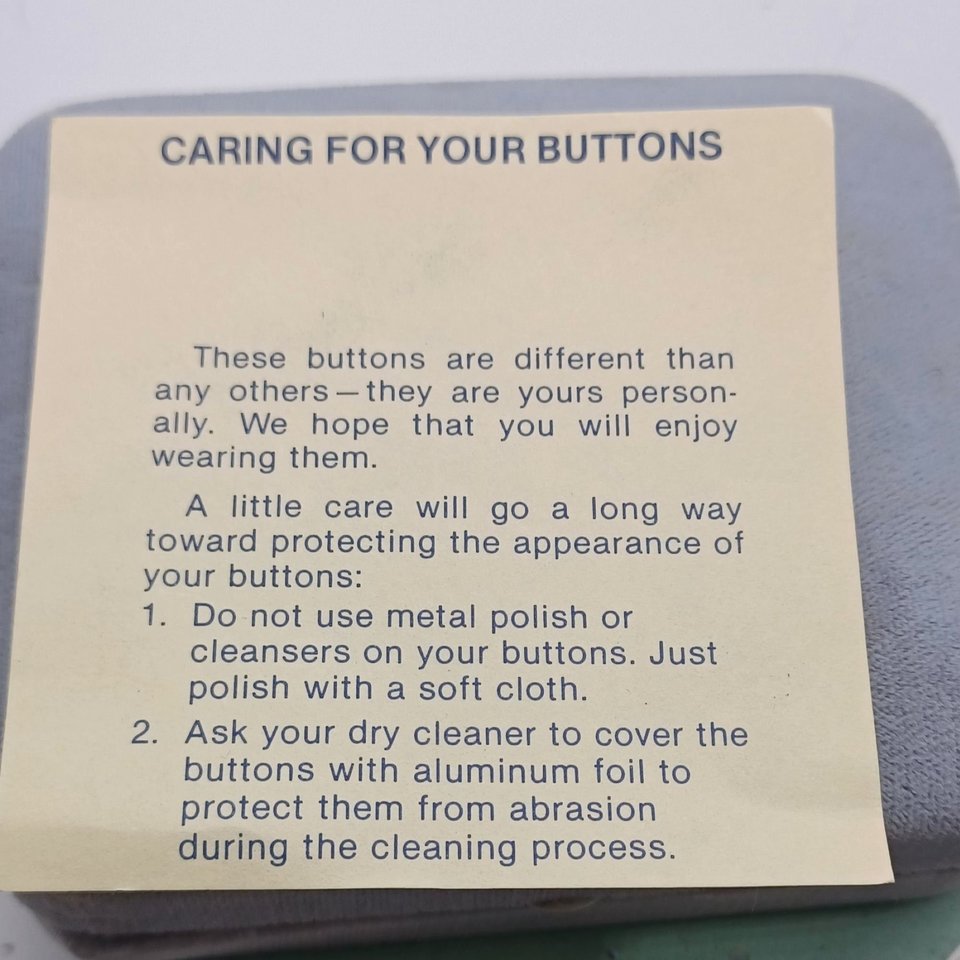 CARING FOR YOUR BUTTONS
These buttons are different than
any others—they are yours person-
ally. We hope that you will enjoy
wearing them.
A little care will go a long way
toward protecting the appearance of
your buttons:
1. Do not use metal polish or
cleansers on your buttons. Just
polish with a soft cloth.
2. Ask your dry cleaner to cover the
buttons with aluminum foil to
protect them from abrasion
during the cleaning process.